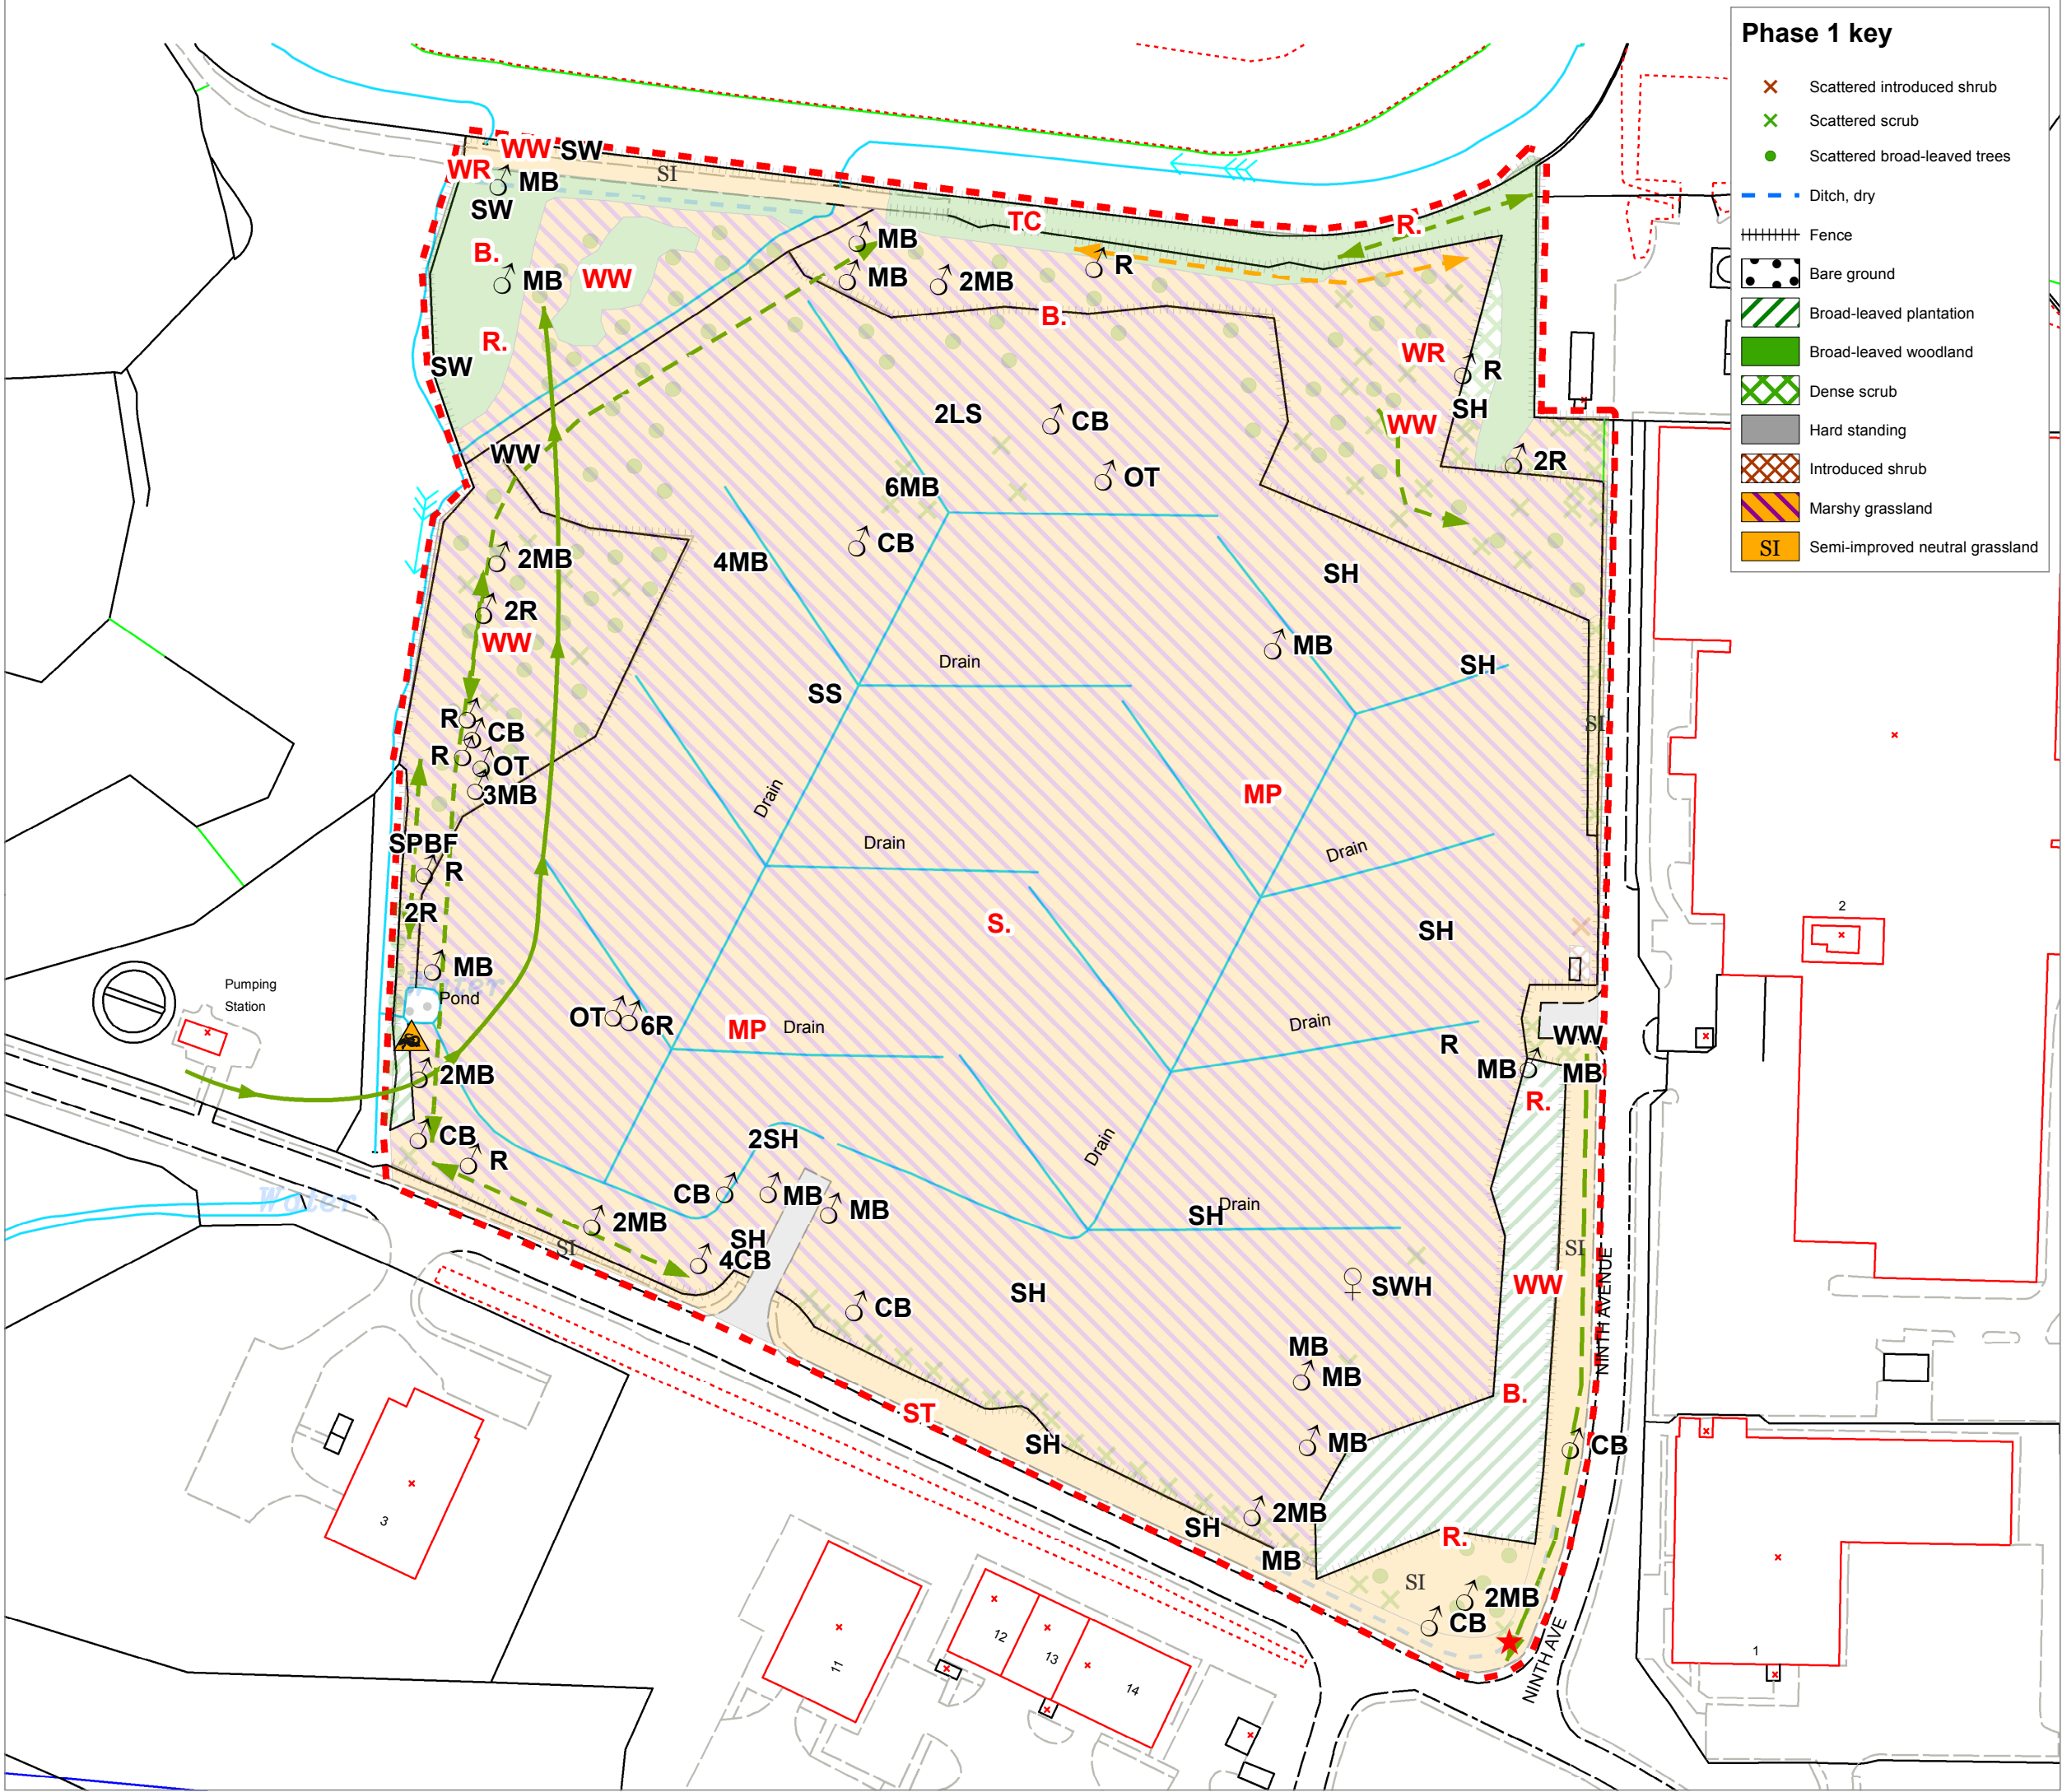 Phase 1 key
Scattered introduced shrub
Scattered scrub
Scattered broad-leaved trees
Ditch, dry
Fence
Bare ground
Broad-leaved plantation
Broad-leaved woodland
Dense scrub
Hard standing
Introduced shrub
Marshy grassland
SI Semi-improved neutral grassland
WW SW
WR
♂ MB
SI
SW
TC
R.
B.
♂ MB
♂ MB
WW
♂ R
♂ MB
♂ 2MB
B.
R.
WR
SW
♂ R
SH
2LS
♂ CB
WW
WW
♂ 2R
♂ OT
6MB
♂ CB
♂ 2MB
4MB
SH
♂ 2R
WW
♂ MB
Drain
SH
SS
R ♂
♂ CB
SI
R ♂
♂ OT
♂ 3MB
Drain
MP
SPBF
Drain
Drain
♂ R
2R
2
S.
SH
♂ MB
Water
Pumping
Station
Pond
OT ♂ ♂ 6R
MP
Drain
Drain
R
WW
♂ 2MB
MB ♂
MB
R.
♂ CB
2SH
Drain
♂ R
CB ♂
♂ MB
♂ MB
Water
Drain
SH
♂ 2MB
SI
SH
♂ 4CB
SI
NINTH AVENUE
♀ SWH
WW
SH
♂ CB
MB
♂ MB
B.
ST
SH
♂ MB
♂ CB
3
♂ 2MB
SH
R.
MB
SI
♂ 2MB
♂ CB
NINTH AVE
11
12
13
14
1